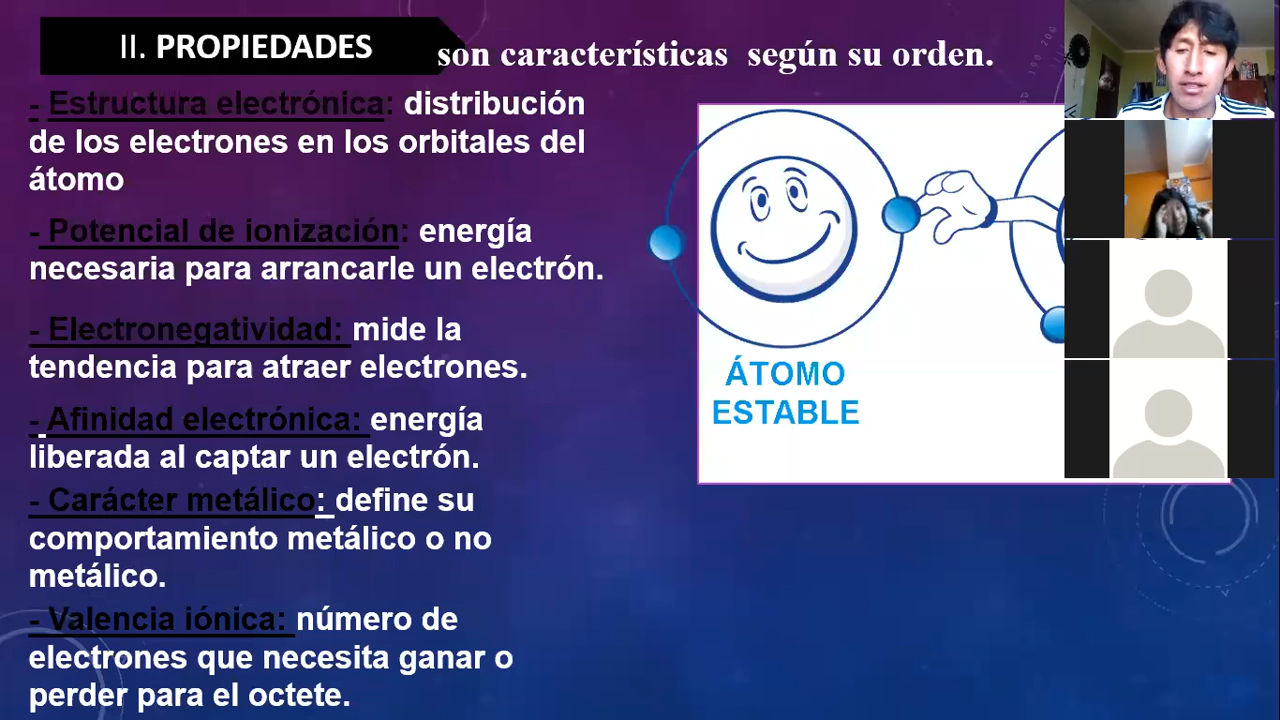 II. PROPIEDADES
son características según su orden.
- Estructura electrónica: distribución
de los electrones en los orbitales del
átomo
- Potencial de ionización: energía
necesaria para arrancarle un electrón.
- Electronegatividad: mide la
tendencia para atraer electrones.
- Afinidad electrónica: energía
liberada al captar un electrón.
- Carácter metálico: define su
comportamiento metálico o no
metálico.
- Valencia iónica: número de
electrones que necesita ganar o
perder para el octete.
ÁTOMO
ESTABLE